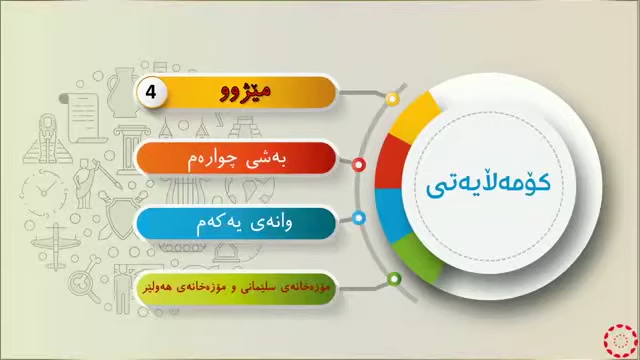 کۆمەڵایەتی
مێژوو
4
بەشی چوارەم
وانەی یەکەم
مۆزەخانەی سلێمانی و مۆزەخانەی هەولێر